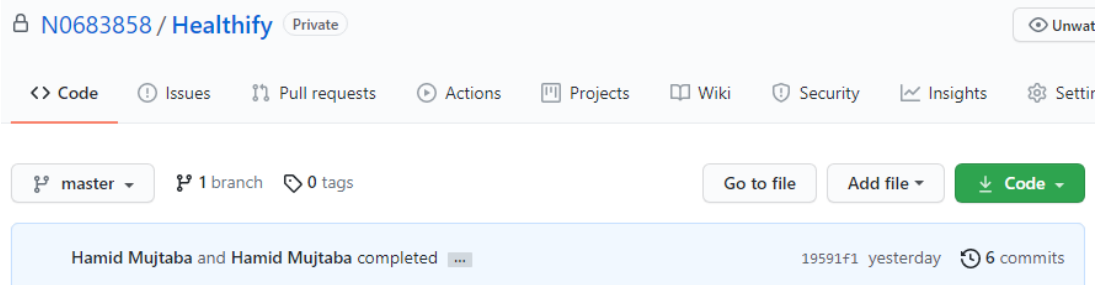 N0683858 / Healthify Private Unwat
Code Issues Pull requests Actions Projects Wiki Security Insights Settin
master 1 branch 0 tags Go to file Add file Code
Hamid Mujtaba and Hamid Mujtaba completed ... 19591f1 yesterday 6 commits